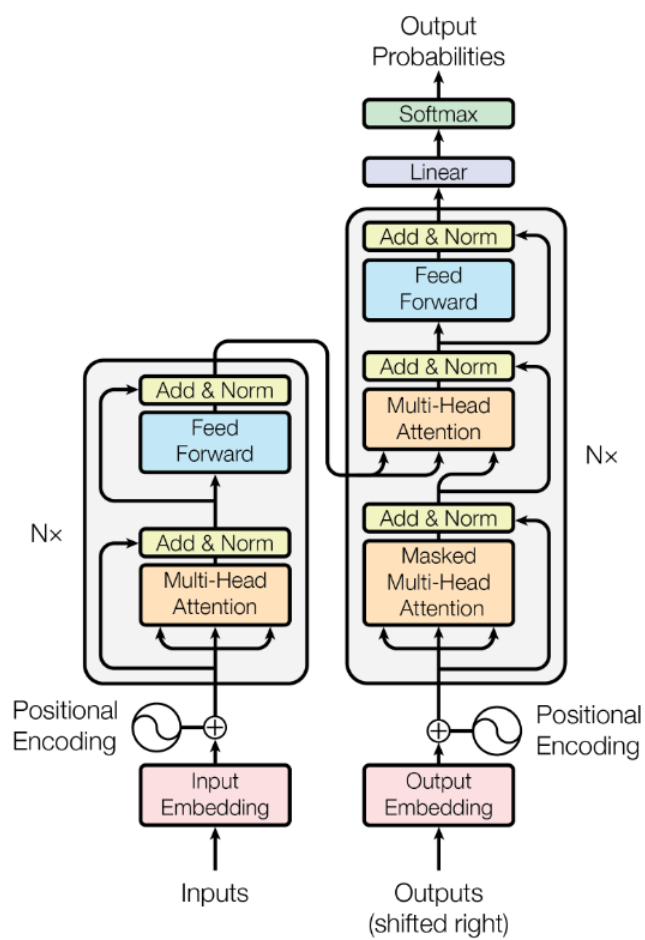 Output
Probabilities
Softmax
Linear
Add & Norm
Feed
Forward
Add & Norm
Multi-Head
Attention
Add & Norm
Masked
Multi-Head
Attention
Nx
Add & Norm
Feed
Forward
Add & Norm
Multi-Head
Attention
Nx
Positional
Encoding
Positional
Encoding
Input
Embedding
Output
Embedding
Inputs
Outputs
(shifted right)